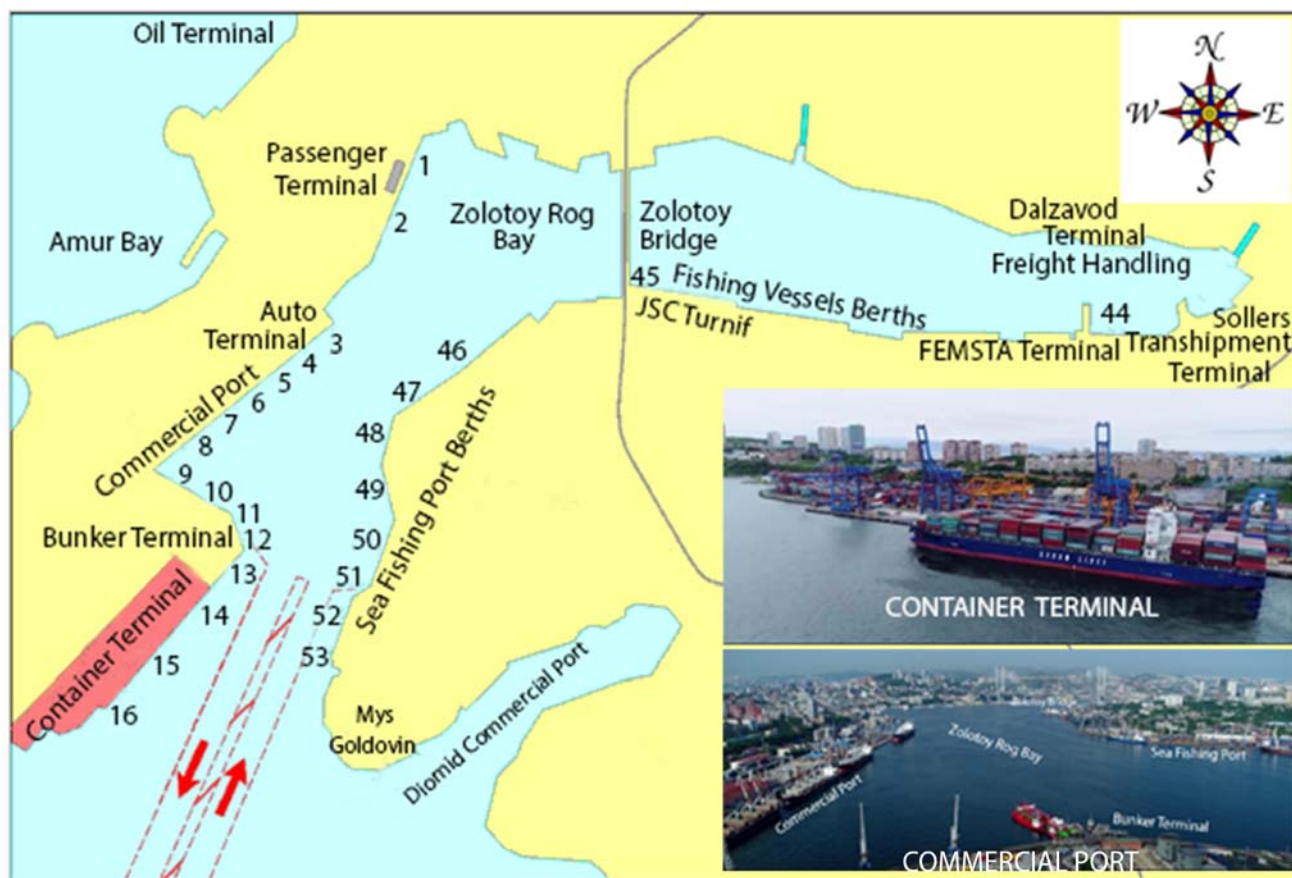 Oil Terminal
N
W
E
S
Passenger
Terminal
1
2
Zolotoy Rog
Bay
Zolotoy
Bridge
Dalzavod
Terminal
Freight Handling
Amur Bay
45
Fishing Vessels Berths
JSC Turnif
44
FEMSTA Terminal
Sollers
Transhipment
Terminal
Auto
Terminal
3
4
5
6
7
8
9
10
11
12
13
14
15
16
Commercial Port
46
47
48
49
50
51
52
53
Sea Fishing Port Berths
Bunker Terminal
Container Terminal
Mys
Goldovin
Diomid Commercial Port
CONTAINER TERMINAL
Zolotoy Rog
Bay
Sea Fishing Port
Commercial Port
Bunker Terminal
COMMERCIAL PORT